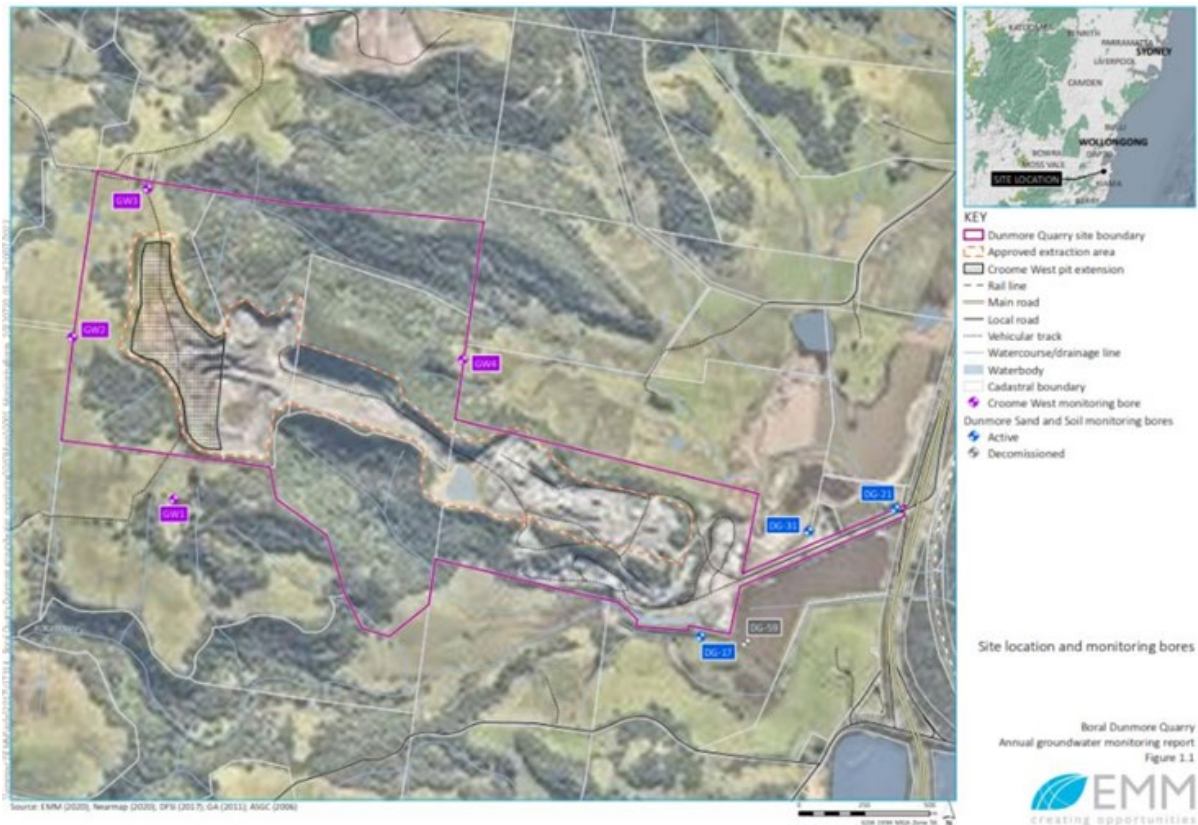 KATOOMBA
PENRITH
PARRAMATTA
SYDNEY
LIVERPOOL
CAMDEN
BULLI
WOLLONGONG
BOWRAL
DAPTO
MOSS VALE
SITE LOCATION
KIAMA
BERRY
KEY
Dunmore Quarry site boundary
Approved extraction area
Croome West pit extension
Rail line
Main road
Local road
Vehicular track
Watercourse/drainage line
Waterbody
Cadastral boundary
Croome West monitoring bore
Dunmore Sand and Soil monitoring bores
Active
Decomissioned
GW3
GW2
GW4
GW1
DG-21
DG-31
DG-59
DG-17
Site location and monitoring bores
Boral Dunmore Quarry
Annual groundwater monitoring report
Figure 1.1
EMM
creating opportunities
Source: EMM (2020); Nearmap (2020); DFSI (2017); GA (2011); ASGC (2006)
0 250 500